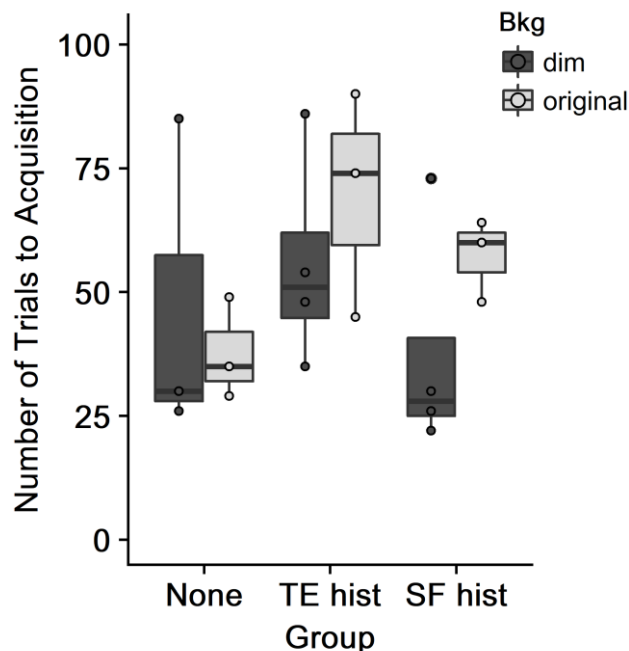 Bkg
dim
original
Number of Trials to Acquisition
100
75
50
25
0
None TE hist SF hist
Group